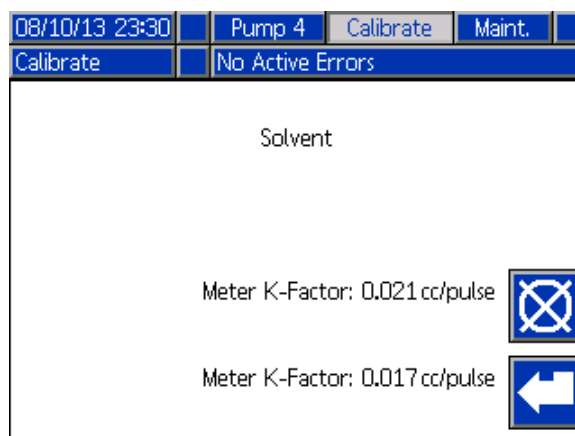 08/10/13 23:30 Pump 4 Calibrate Maint.
Calibrate No Active Errors
Solvent
Meter K-Factor: 0.021 cc/pulse
Meter K-Factor: 0.017 cc/pulse